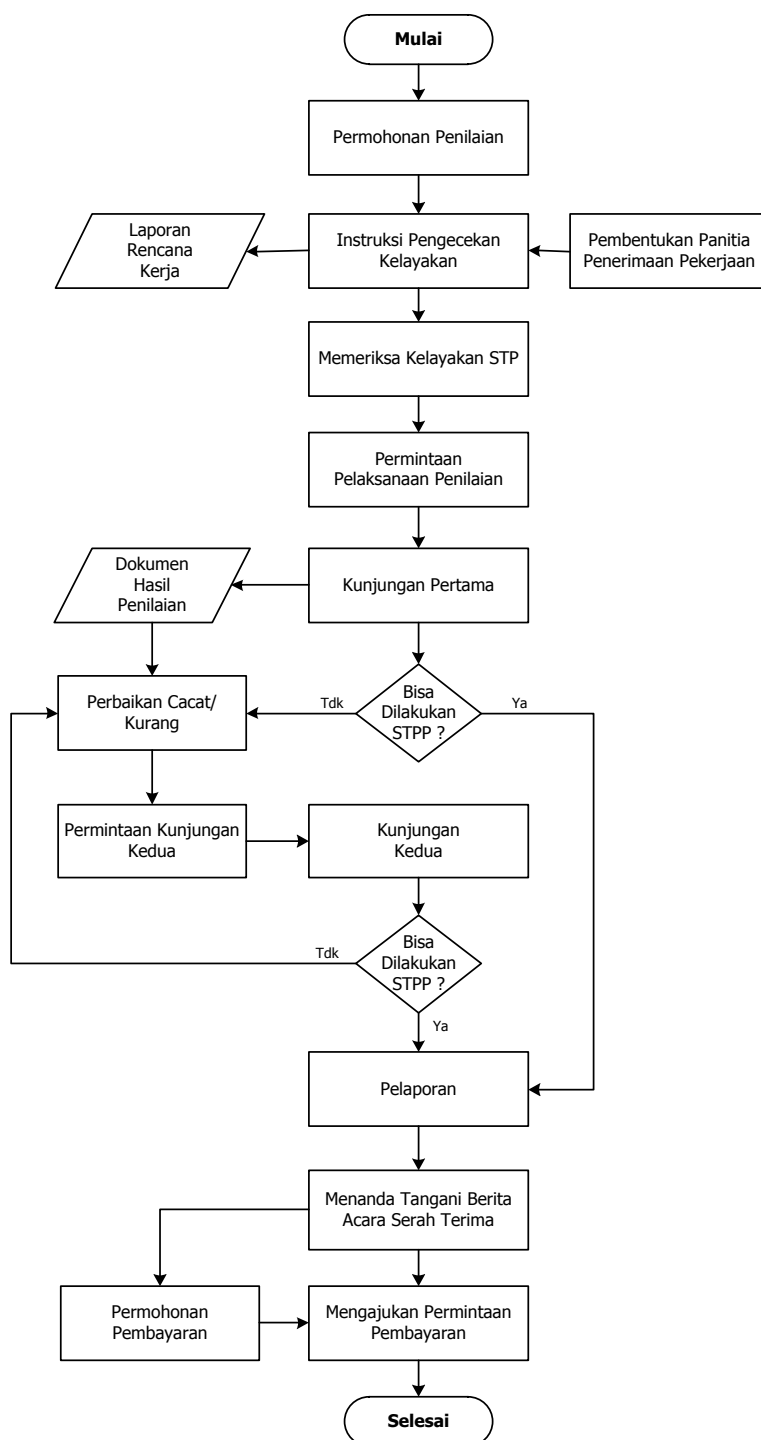 Mulai
Permohonan Penilaian
Laporan
Rencana
Kerja
Instruksi Pengecekan
Kelayakan
Pembentukan Panitia
Penerimaan Pekerjaan
Memeriksa Kelayakan STP
Permintaan
Pelaksanaan Penilaian
Dokumen
Hasil
Penilaian
Kunjungan Pertama
Perbaikan Cacat/
Kurang
Tdk
Bisa
Dilakukan
STPP ?
Ya
Permintaan Kunjungan
Kedua
Kunjungan
Kedua
Tdk
Bisa
Dilakukan
STPP ?
Ya
Pelaporan
Menanda Tangani Berita
Acara Serah Terima
Permohonan
Pembayaran
Mengajukan Permintaan
Pembayaran
Selesai